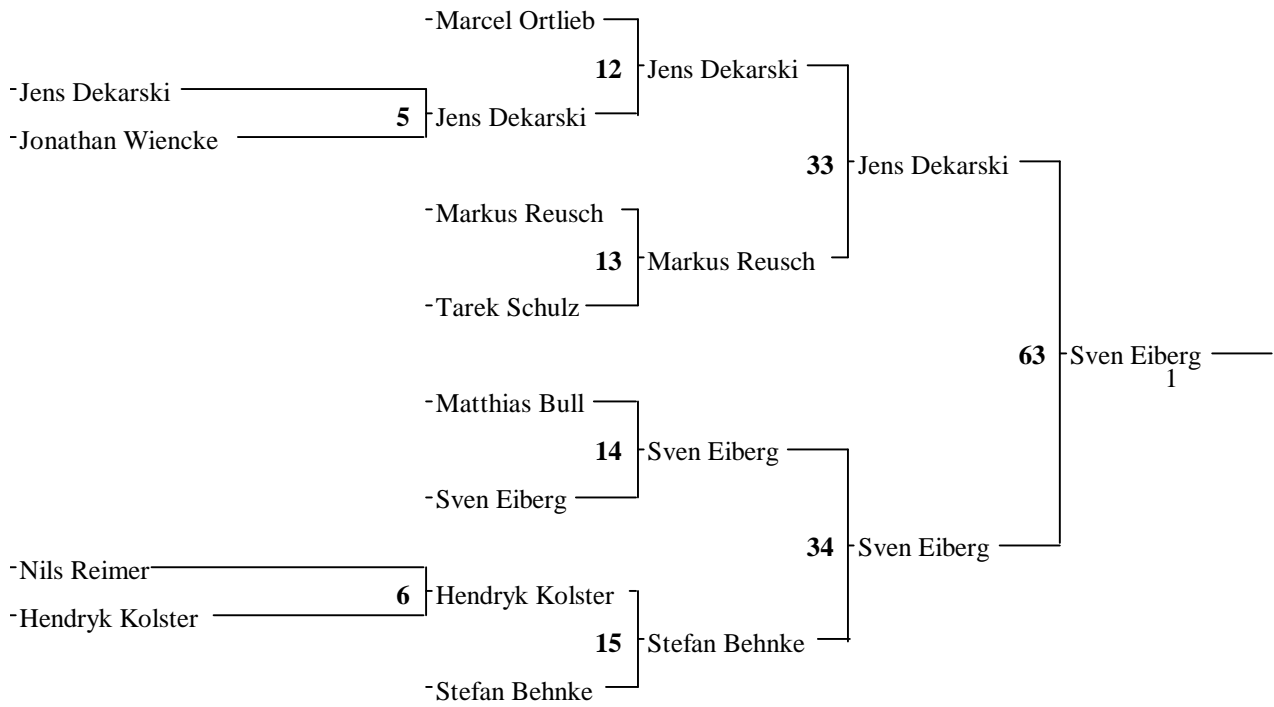 -Marcel Ortlieb
12 -Jens Dekarski
-Jens Dekarski
5 -Jens Dekarski
-Jonathan Wiencke
33 -Jens Dekarski
-Markus Reusch
13 -Markus Reusch
-Tarek Schulz
63 -Sven Eiberg
1
-Matthias Bull
14 -Sven Eiberg
-Sven Eiberg
34 -Sven Eiberg
-Nils Reimer
6 -Hendryk Kolster
-Hendryk Kolster
15 -Stefan Behnke
-Stefan Behnke